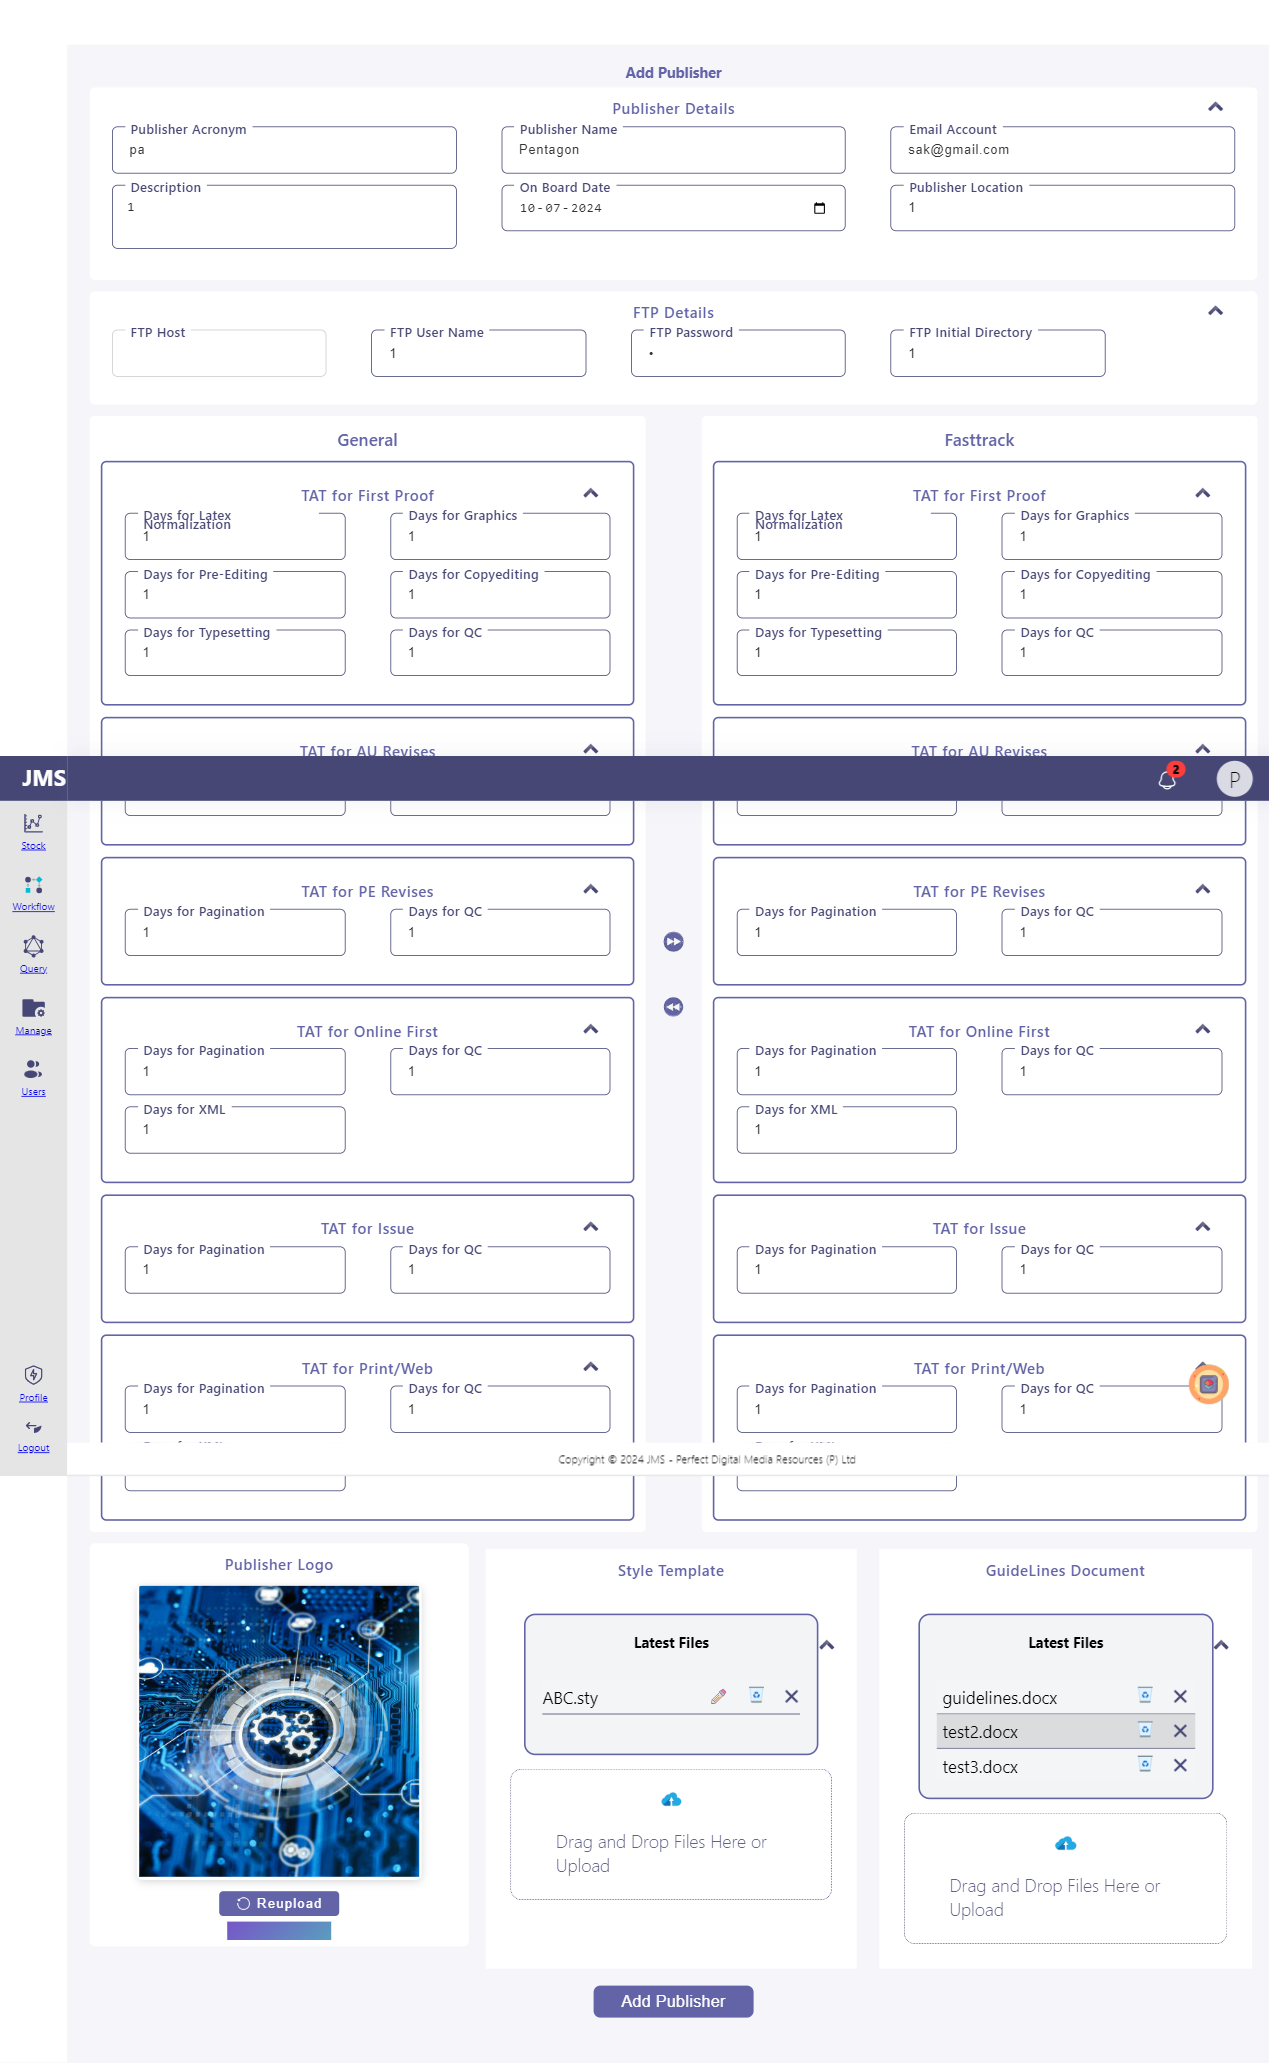 Add Publisher
Publisher Details
Publisher Acronym
pa
Publisher Name
Pentagon
Email Account
sak@gmail.com
Description
1
On Board Date
10-07-2024
Publisher Location
1
FTP Details
FTP Host
FTP User Name
1
FTP Password
•
FTP Initial Directory
1
General
TAT for First Proof
Days for Latex
Normalization
1
Days for Graphics
1
Days for Pre-Editing
1
Days for Copyediting
1
Days for Typesetting
1
Days for QC
1
TAT for AU Revises
Fasttrack
TAT for First Proof
Days for Latex
Normalization
1
Days for Graphics
1
Days for Pre-Editing
1
Days for Copyediting
1
Days for Typesetting
1
Days for QC
1
TAT for AU Revises
JMS
2
P
Stock
Workflow
Query
Manage
Users
Profile
Logout
TAT for PE Revises
Days for Pagination
1
Days for QC
1
TAT for Online First
Days for Pagination
1
Days for QC
1
Days for XML
1
TAT for Issue
Days for Pagination
1
Days for QC
1
TAT for Print/Web
Days for Pagination
1
Days for QC
1
TAT for PE Revises
Days for Pagination
1
Days for QC
1
TAT for Online First
Days for Pagination
1
Days for QC
1
Days for XML
1
TAT for Issue
Days for Pagination
1
Days for QC
1
TAT for Print/Web
Days for Pagination
1
Days for QC
1
Copyright © 2024 JMS - Perfect Digital Media Resources (P) Ltd
Publisher Logo
Reupload
Style Template
Latest Files
ABC.sty
Drag and Drop Files Here or
Upload
GuideLines Document
Latest Files
guidelines.docx
test2.docx
test3.docx
Drag and Drop Files Here or
Upload
Add Publisher